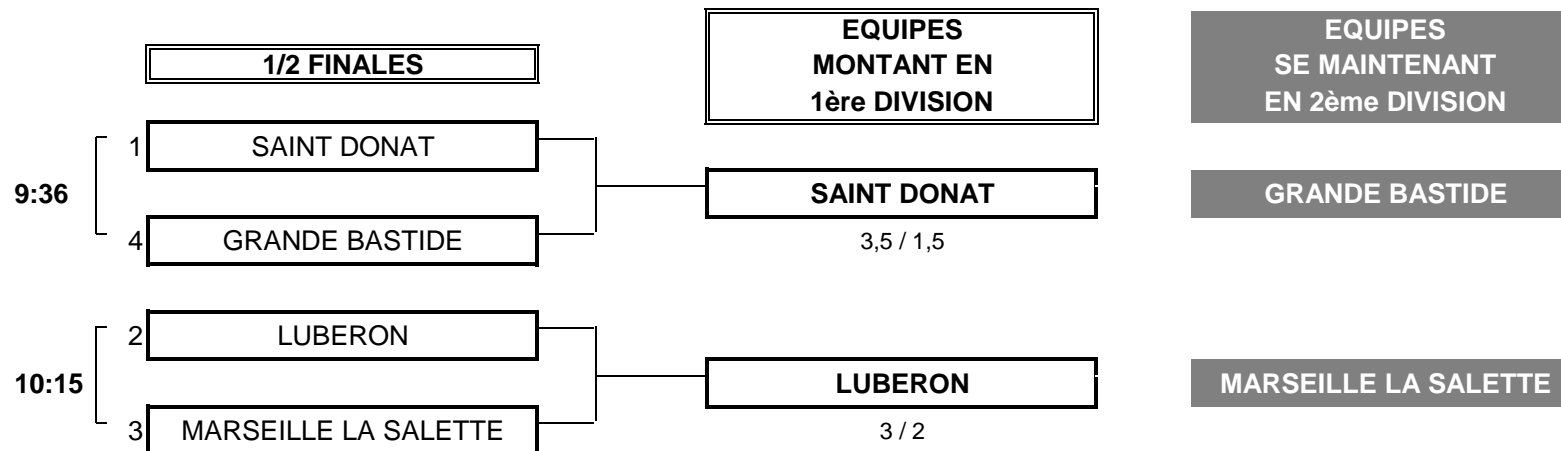 1/2 FINALES
EQUIPES
MONTANT EN
1ère DIVISION
EQUIPES
SE MAINTENANT
EN 2ème DIVISION
9:36
1 SAINT DONAT
4 GRANDE BASTIDE
SAINT DONAT
3,5 / 1,5
GRANDE BASTIDE
10:15
2 LUBERON
3 MARSEILLE LA SALETTE
LUBERON
3 / 2
MARSEILLE LA SALETTE